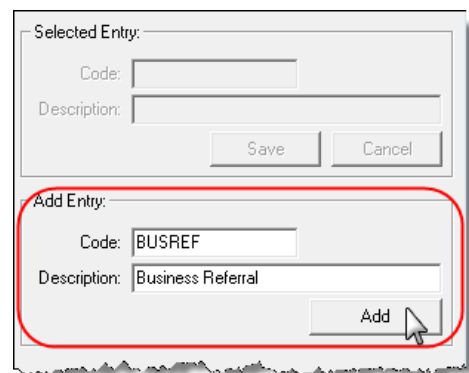 Selected Entry:
Code:
Description:
Save Cancel
Add Entry:
Code: BUSREF
Description: Business Referral
Add